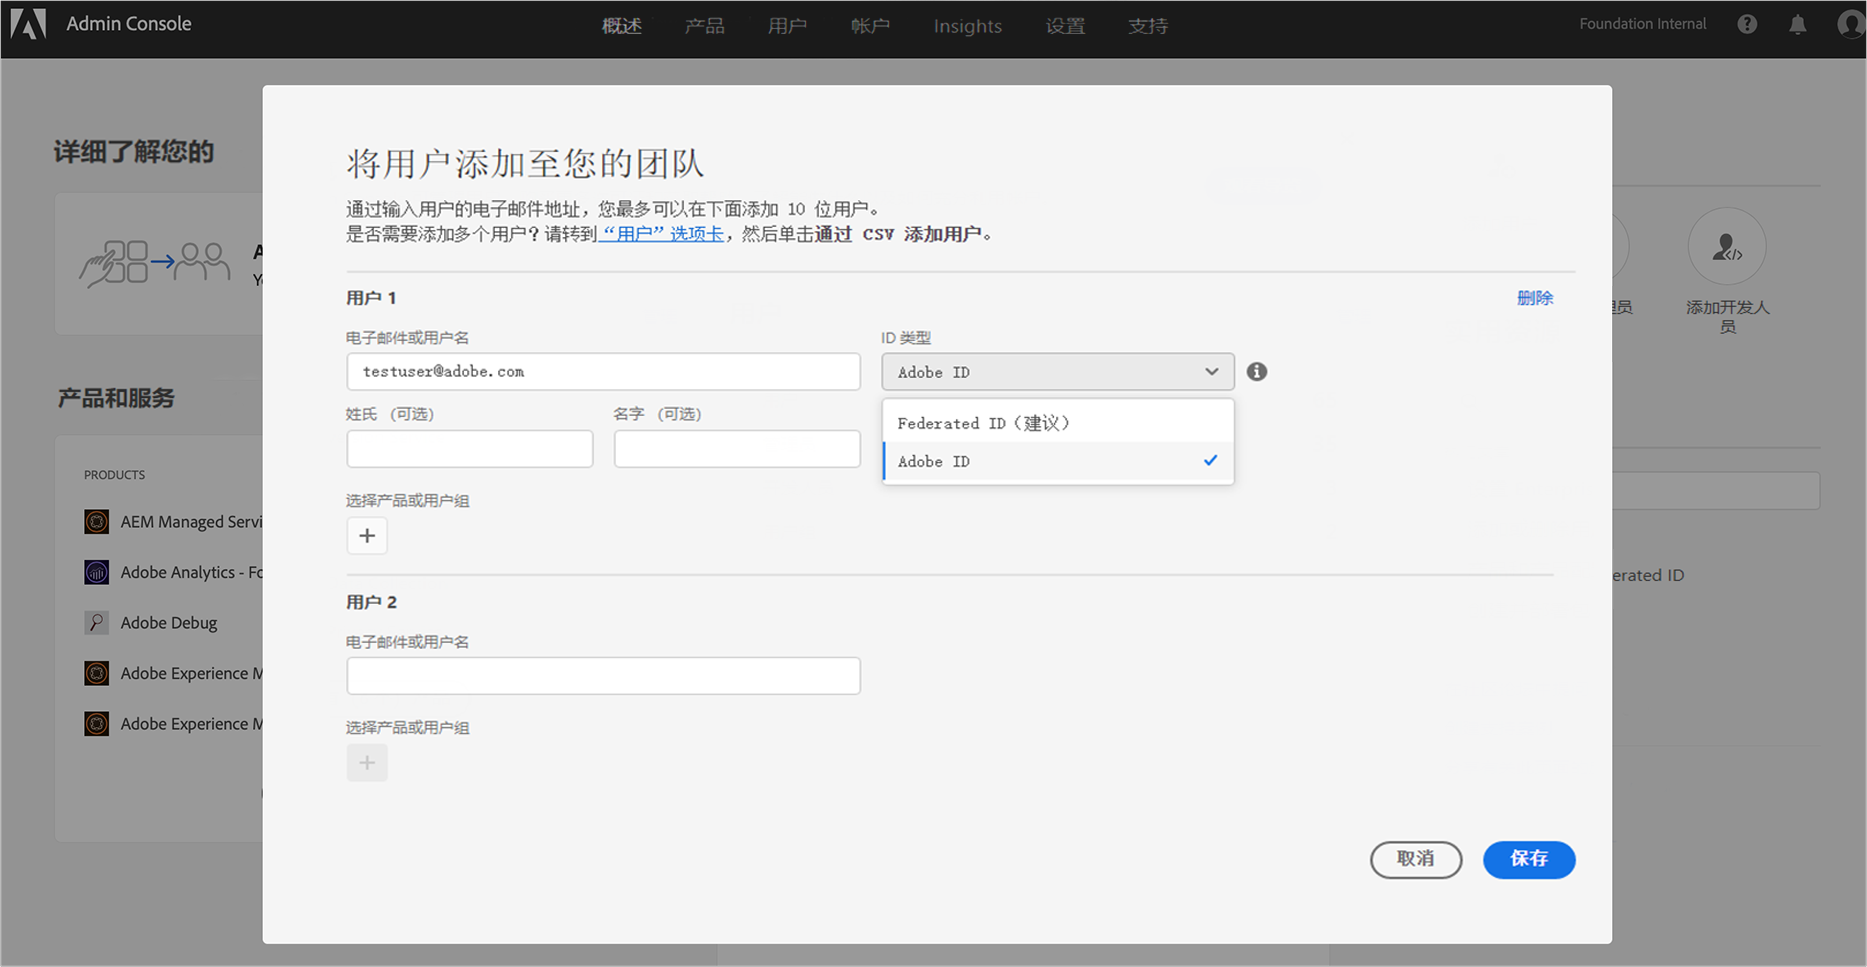 Admin Console
概述
产品
用户
帐户
Insights
设置
支持
Foundation Internal
详细了解您的
将用户添加至您的团队
通过输入用户的电子邮件地址，您最多可以在下面添加 10 位用户。
是否需要添加多个用户？请转到“用户”选项卡，然后单击通过 CSV 添加用户。
用户 1
删除
电子邮件或用户名
ID 类型
testuser@adobe.com
Adobe ID
姓氏 （可选）
名字 （可选）
Federated ID（建议）
Adobe ID
选择产品或用户组
用户 2
电子邮件或用户名
选择产品或用户组
取消
保存
产品和服务
PRODUCTS
AEM Managed Servi
Adobe Analytics - Fo
Adobe Debug
Adobe Experience M
Adobe Experience M
员
添加开发人
员
erated ID